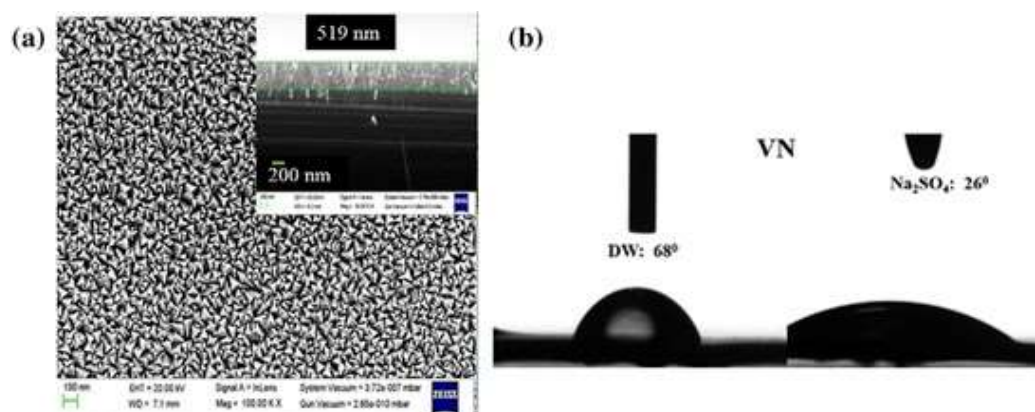 (a)
519 nm
200 nm
100 nm
EHT = 20.00 kV
WD = 7.1 mm
Signal A = InLens
Mag = 100.00 K X
System Vacuum = 3.72e-007 mbar
Gun Vacuum = 2.65e-010 mbar
ZEISS
(b)
VN
DW: 68⁰
Na₂SO₄: 26⁰